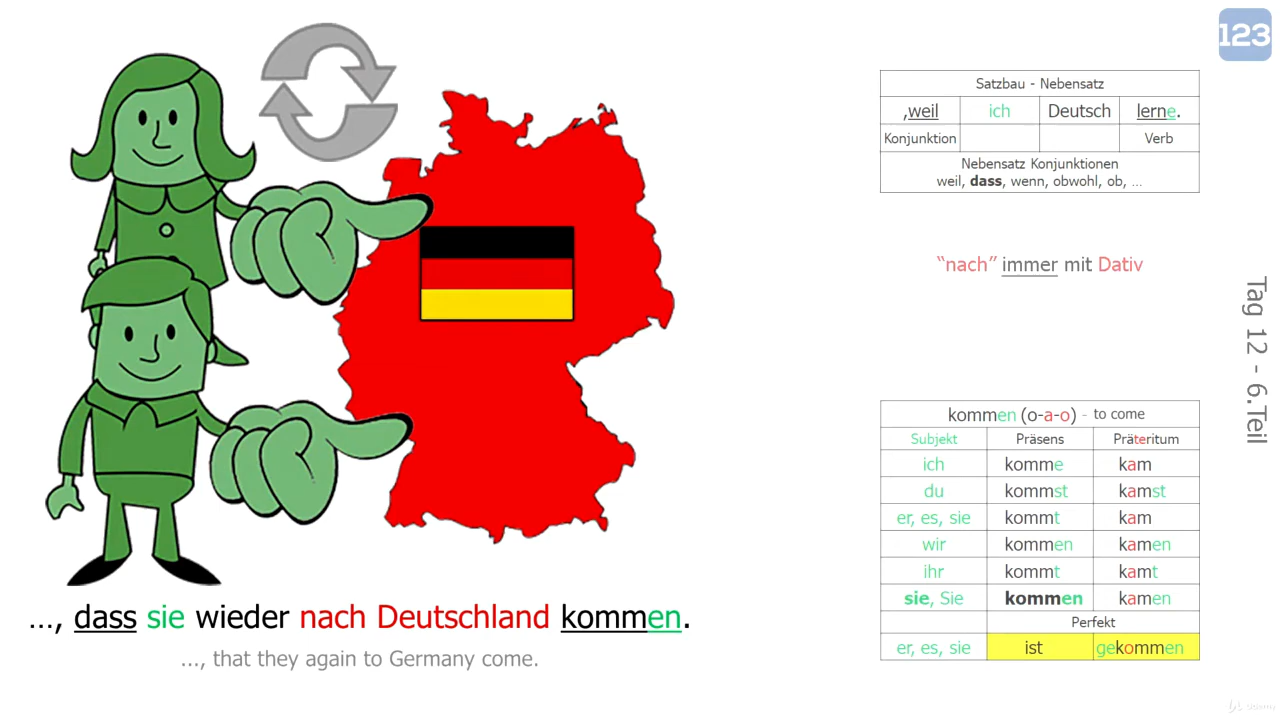 123
Satzbau - Nebensatz
,weil ich Deutsch lerne.
Konjunktion Verb
Nebensatz Konjunktionen
weil, dass, wenn, obwohl, ob, ...
“nach” immer mit Dativ
Tag 12 - 6.Teil
kommen (o-a-o) - to come
Subjekt Präsens Präteritum
ich komme kam
du kommst kamst
er, es, sie kommt kam
wir kommen kamen
ihr kommt kamt
sie, Sie kommen kamen
Perfekt
er, es, sie ist gekommen
..., dass sie wieder nach Deutschland kommen.
..., that they again to Germany come.